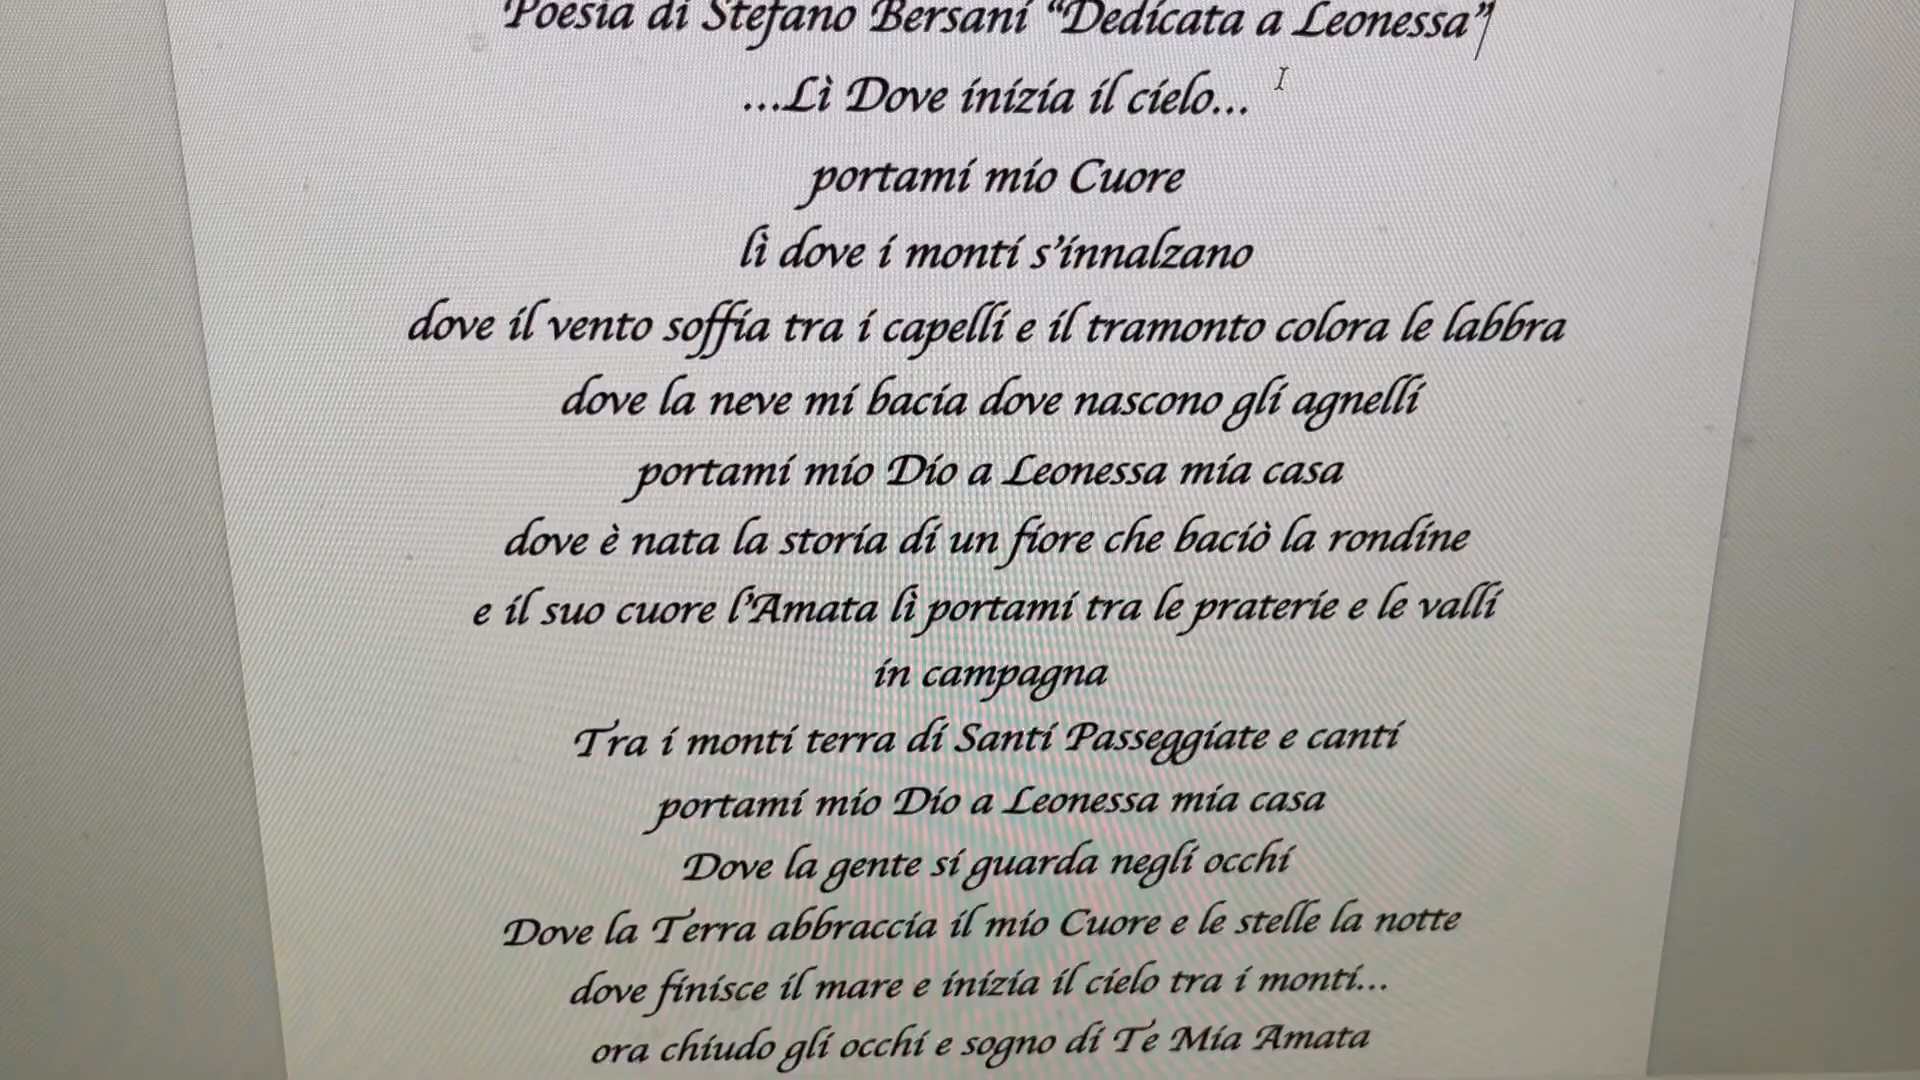 Poesia di Stefano Bersani “Dedicata a Leonessa”
...Lì Dove inizia il cielo...
portami mio Cuore
lì dove i monti s’innalzano
dove il vento soffia tra i capelli e il tramonto colora le labbra
dove la neve mi bacia dove nascono gli agnelli
portami mio Dio a Leonessa mia casa
dove è nata la storia di un fiore che baciò la rondine
e il suo cuore l’Amata lì portami tra le praterie e le valli
in campagna
Tra i monti terra di Santi Passeggiate e canti
portami mio Dio a Leonessa mia casa
Dove la gente si guarda negli occhi
Dove la Terra abbraccia il mio Cuore e le stelle la notte
dove finisce il mare e inizia il cielo tra i monti...
ora chiudo gli occhi e sogno di Te Mia Amata